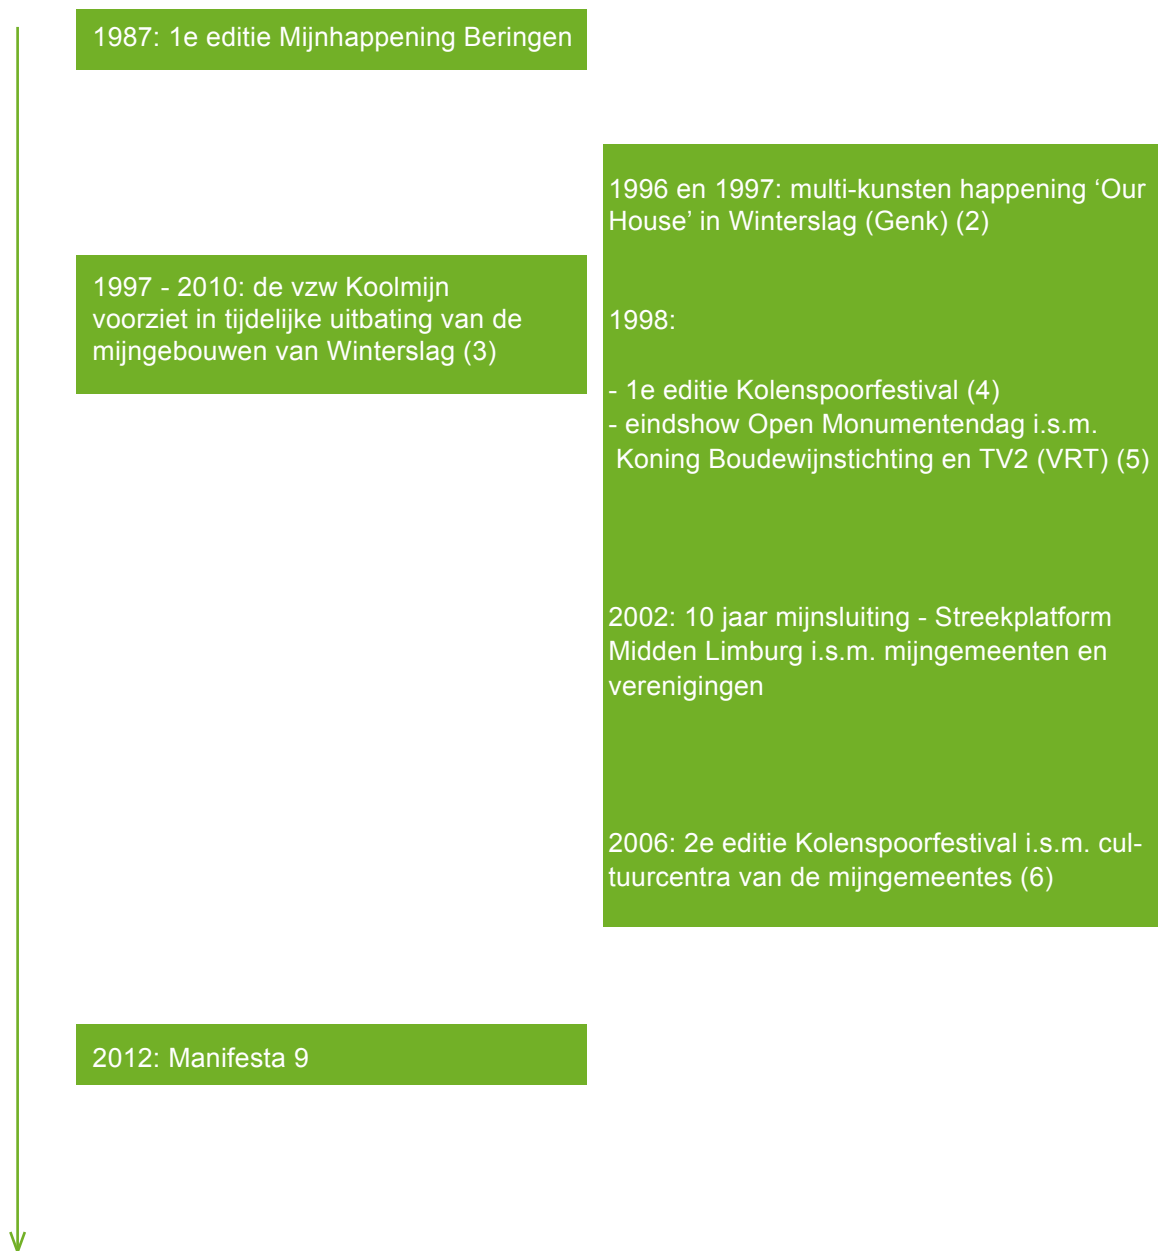 1987: 1e editie Mijnhappening Beringen
1996 en 1997: multi-kunsten happening ‘Our
House’ in Winterslag (Genk) (2)
1997 - 2010: de vzw Koolmijn
voorziet in tijdelijke uitbating van de
mijngebouwen van Winterslag (3)
1998:
- 1e editie Kolenspoorfestival (4)
- eindshow Open Monumentendag i.s.m.
Koning Boudewijnstichting en TV2 (VRT) (5)
2002: 10 jaar mijnsluiting - Streekplatform
Midden Limburg i.s.m. mijngemeenten en
verenigingen
2006: 2e editie Kolenspoorfestival i.s.m. cul-
tuurcentra van de mijngemeentes (6)
2012: Manifesta 9